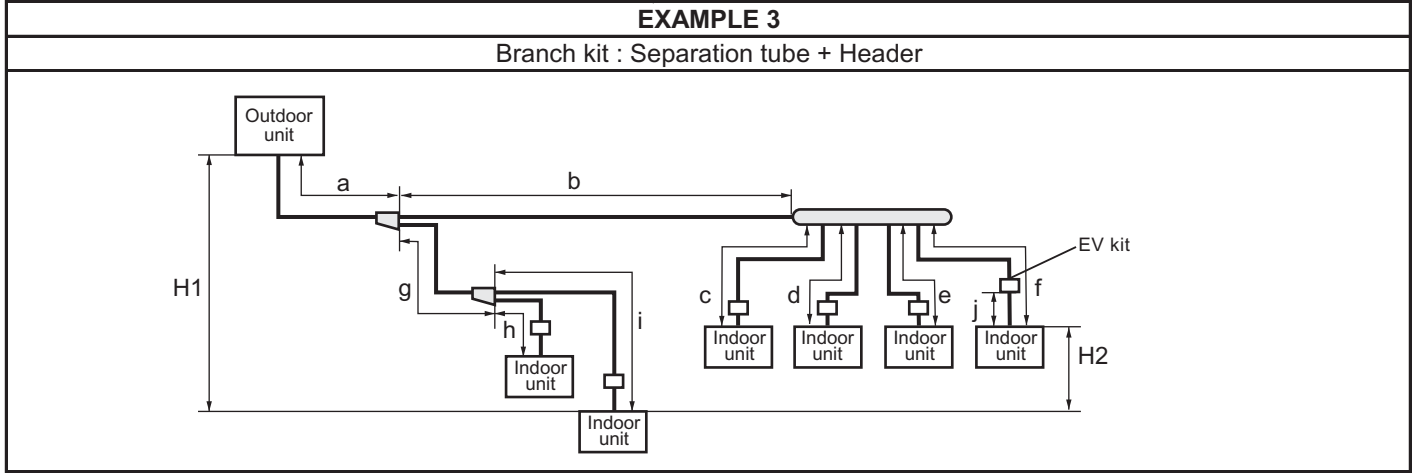 EXAMPLE 3
Branch kit : Separation tube + Header
Outdoor
unit
a
b
EV kit
H1
g
c
d
e
j
f
h
i
Indoor
unit
Indoor
unit
Indoor
unit
Indoor
unit
H2
Indoor
unit
Indoor
unit